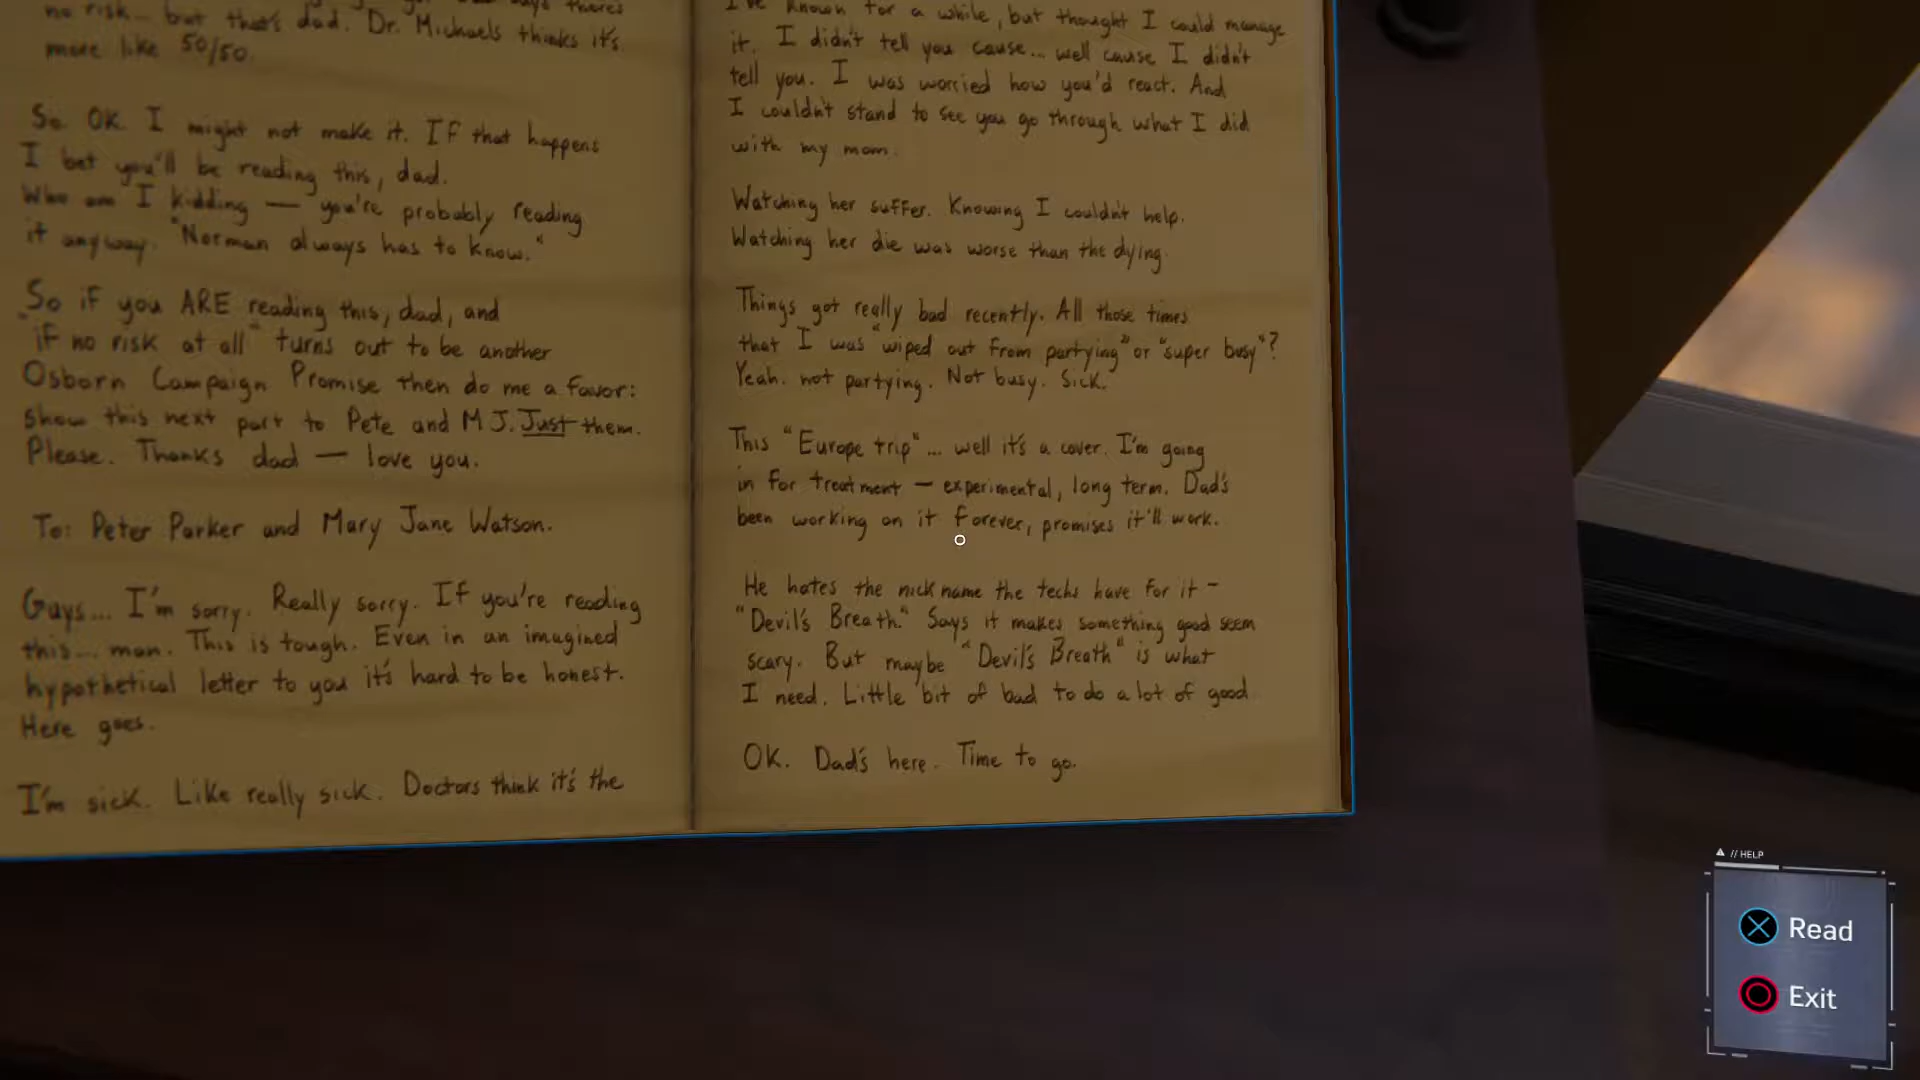 there's
no risk... but that's dad. Dr. Michaels thinks it's
more like 50/50.
So. OK. I might not make it. If that happens
I bet you'll be reading this, dad.
Who am I kidding — you're probably reading
it anyway. "Norman always has to know."
So if you ARE reading this, dad, and
"if no risk at all" turns out to be another
Osborn Campaign Promise then do me a favor:
show this next part to Pete and MJ. Just them.
Please. Thanks dad — love you.
To: Peter Parker and Mary Jane Watson.
Guys... I'm sorry. Really sorry. If you're reading
this... man. This is tough. Even in an imagined
hypothetical letter to you it's hard to be honest.
Here goes.
I'm sick. Like really sick. Doctors think it's the
I've known for a while, but thought I could manage
it. I didn't tell you cause... well cause I didn't
tell you. I was worried how you'd react. And
I couldn't stand to see you go through what I did
with my mom.
Watching her suffer. Knowing I couldn't help.
Watching her die was worse than the dying.
Things got really bad recently. All those times
that I was "wiped out from partying" or "super busy"?
Yeah. not partying. Not busy. Sick.
This "Europe trip"... well it's a cover. I'm going
in for treatment — experimental, long term. Dad's
been working on it forever, promises it'll work.
He hates the nickname the techs have for it -
"Devil's Breath." Says it makes something good seem
scary. But maybe "Devil's Breath" is what
I need. Little bit of bad to do a lot of good
OK. Dad's here. Time to go.
// HELP
Read
Exit